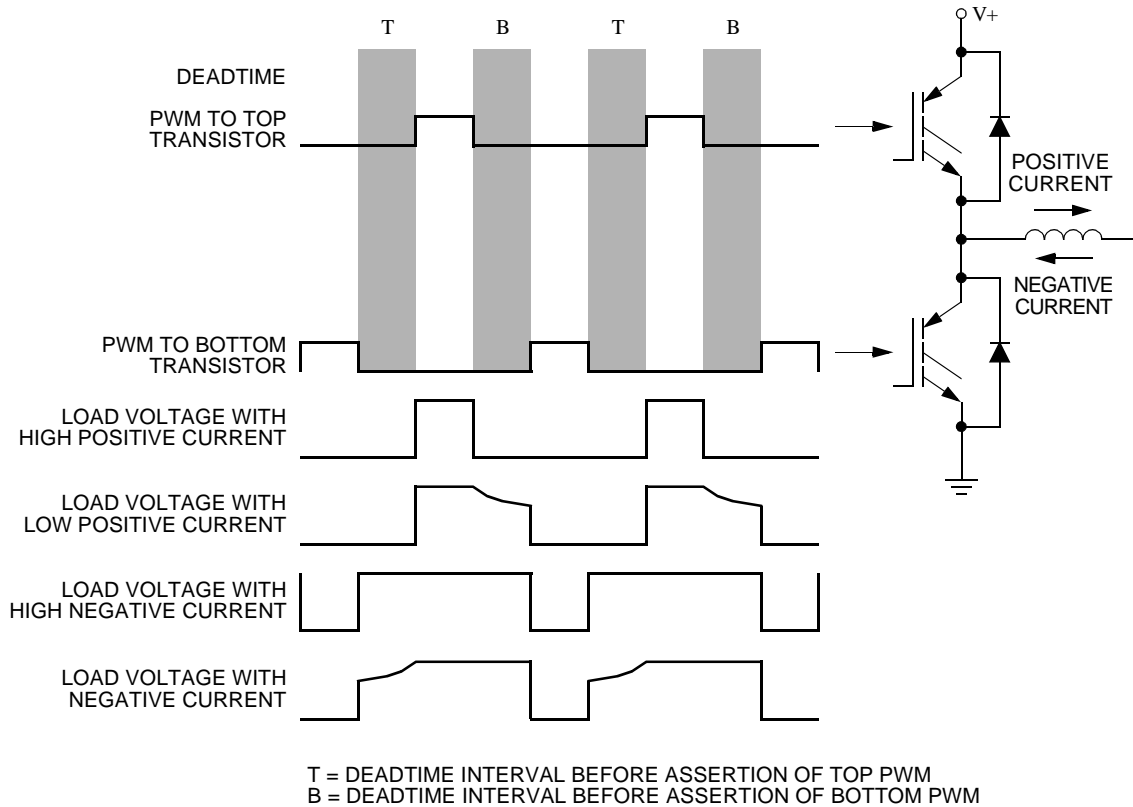 T B T B
V+
DEADTIME
PWM TO TOP
TRANSISTOR
POSITIVE
CURRENT
NEGATIVE
CURRENT
PWM TO BOTTOM
TRANSISTOR
LOAD VOLTAGE WITH
HIGH POSITIVE CURRENT
LOAD VOLTAGE WITH
LOW POSITIVE CURRENT
LOAD VOLTAGE WITH
HIGH NEGATIVE CURRENT
LOAD VOLTAGE WITH
NEGATIVE CURRENT
T = DEADTIME INTERVAL BEFORE ASSERTION OF TOP PWM
B = DEADTIME INTERVAL BEFORE ASSERTION OF BOTTOM PWM